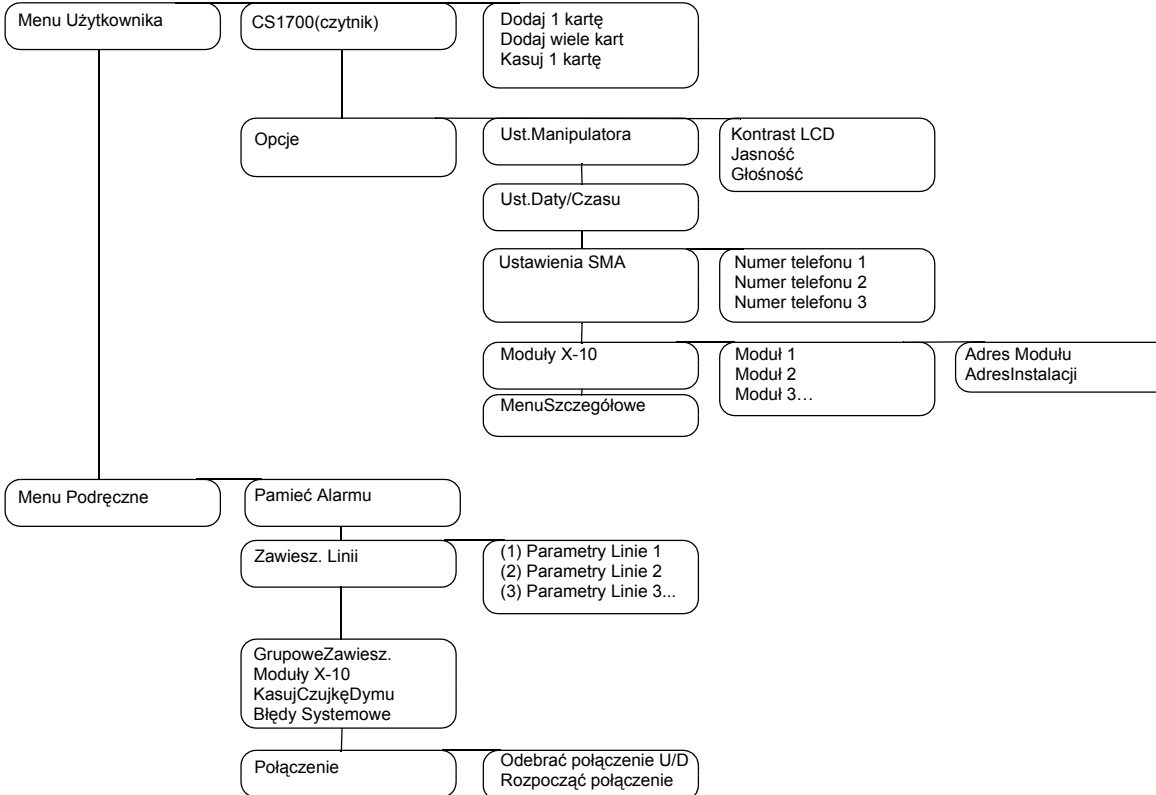 Menu Użytkownika
CS1700(czytnik)
Dodaj 1 kartę
Dodaj wiele kart
Kasuj 1 kartę
Opcje
Ust.Manipulatora
Kontrast LCD
Jasność
Głośność
Ust.Daty/Czasu
Ustawienia SMA
Numer telefonu 1
Numer telefonu 2
Numer telefonu 3
Moduły X-10
Moduł 1
Moduł 2
Moduł 3…
Adres Modułu
AdresInstalacji
MenuSzczegółowe
Menu Podręczne
Pamieć Alarmu
Zawiesz. Linii
(1) Parametry Linie 1
(2) Parametry Linie 2
(3) Parametry Linie 3...
GrupoweZawiesz.
Moduły X-10
KasujCzujkęDymu
Błędy Systemowe
Połączenie
Odebrać połączenie U/D
Rozpocząć połączenie